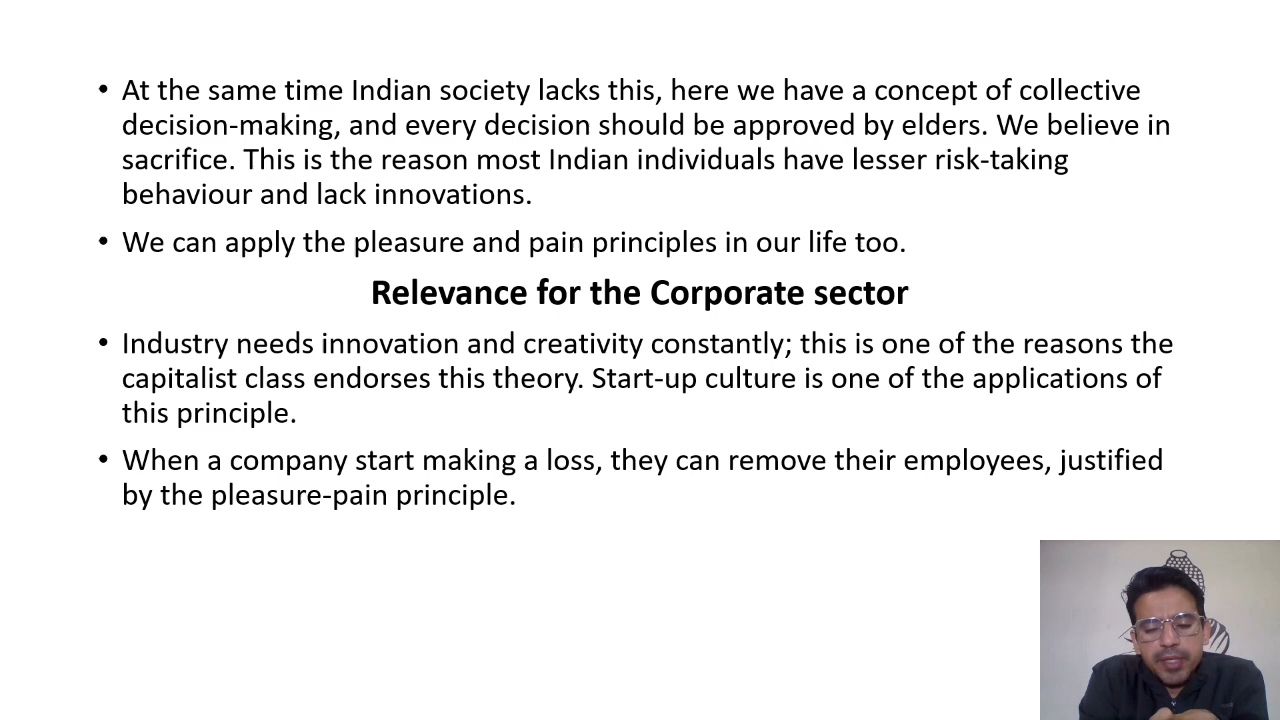 • At the same time Indian society lacks this, here we have a concept of collective
decision-making, and every decision should be approved by elders. We believe in
sacrifice. This is the reason most Indian individuals have lesser risk-taking
behaviour and lack innovations.
• We can apply the pleasure and pain principles in our life too.
Relevance for the Corporate sector
• Industry needs innovation and creativity constantly; this is one of the reasons the
capitalist class endorses this theory. Start-up culture is one of the applications of
this principle.
• When a company start making a loss, they can remove their employees, justified
by the pleasure-pain principle.